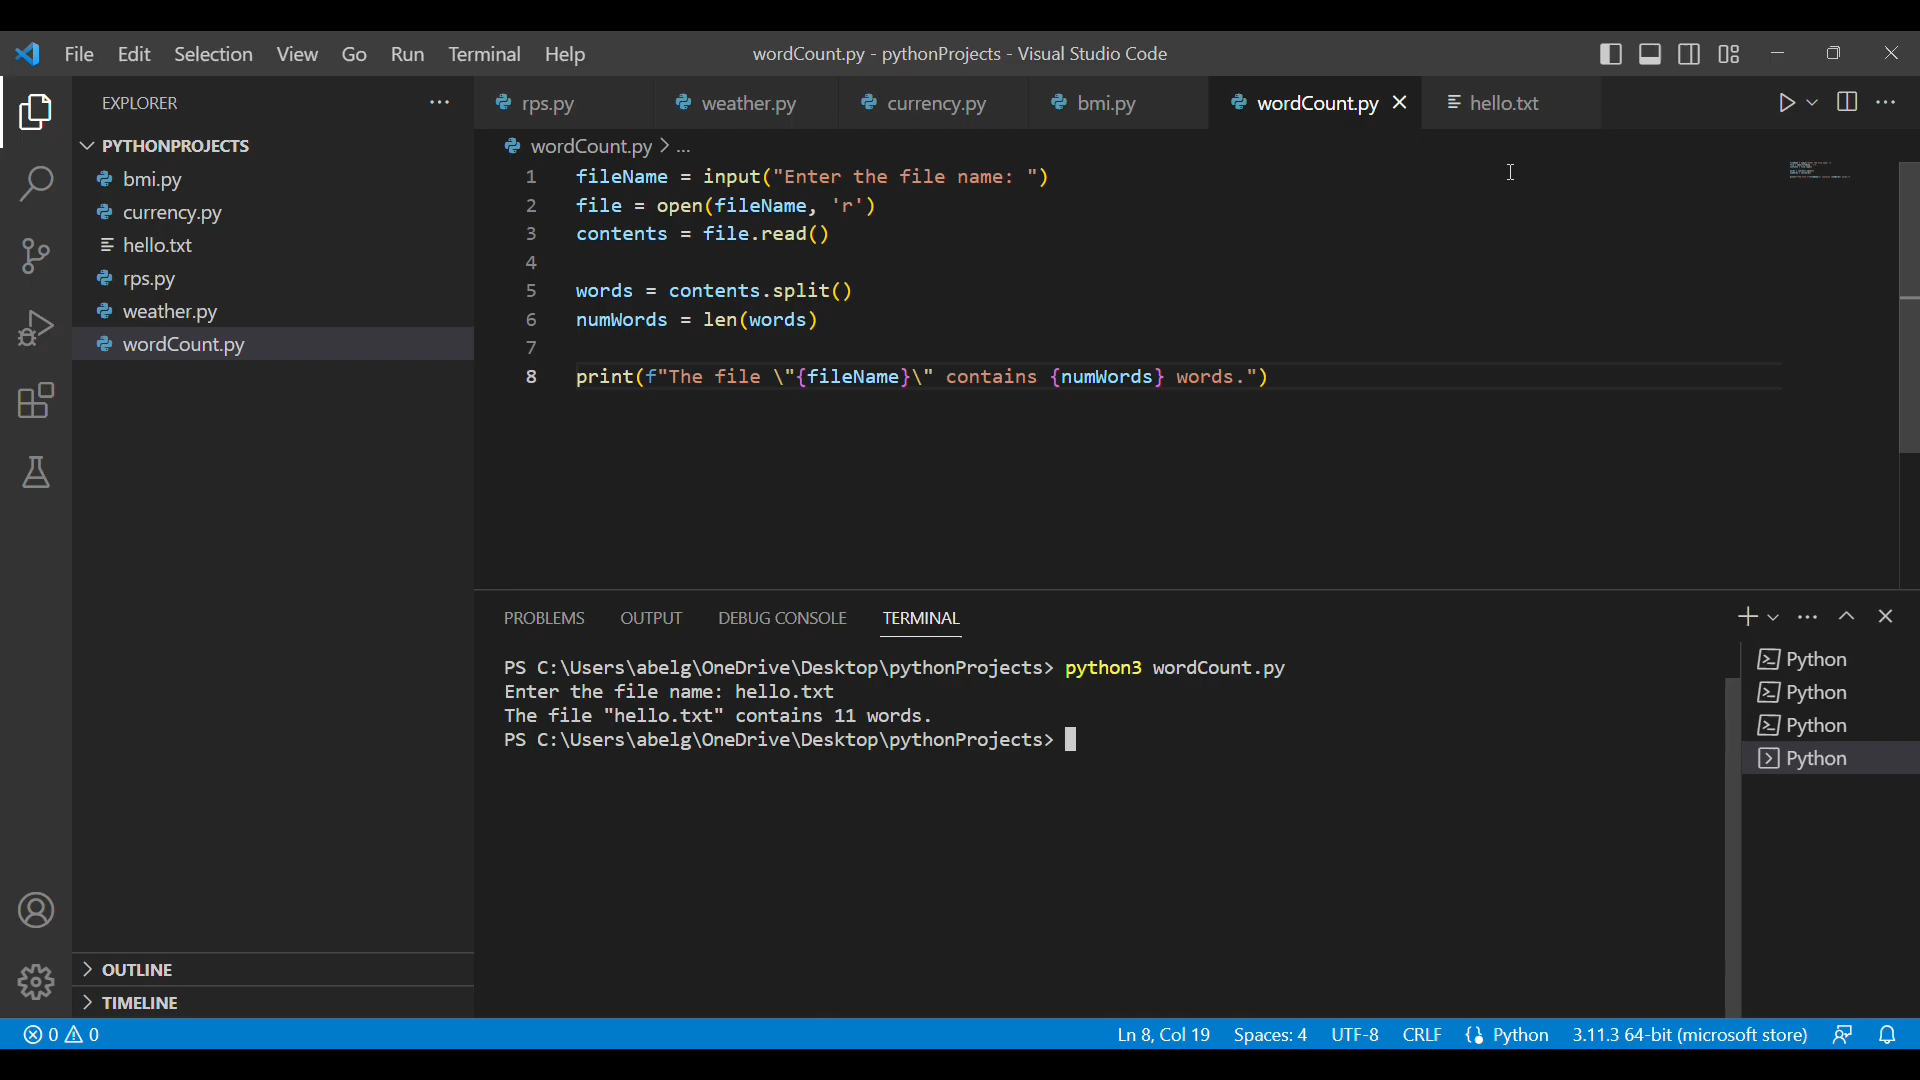 File Edit Selection View Go Run Terminal Help
wordCount.py - pythonProjects - Visual Studio Code
EXPLORER
PYTHONPROJECTS
bmi.py
currency.py
hello.txt
rps.py
weather.py
wordCount.py
OUTLINE
TIMELINE
rps.py weather.py currency.py bmi.py wordCount.py hello.txt
wordCount.py > ...
1 fileName = input("Enter the file name: ")
2 file = open(fileName, 'r')
3 contents = file.read()
4
5 words = contents.split()
6 numWords = len(words)
7
8 print(f"The file \"{fileName}\" contains {numWords} words.")
PROBLEMS OUTPUT DEBUG CONSOLE TERMINAL
PS C:\Users\abelg\OneDrive\Desktop\pythonProjects> python3 wordCount.py
Enter the file name: hello.txt
The file "hello.txt" contains 11 words.
PS C:\Users\abelg\OneDrive\Desktop\pythonProjects>
Python
Python
Python
Python
0 0
Ln 8, Col 19 Spaces: 4 UTF-8 CRLF Python 3.11.3 64-bit (microsoft store)